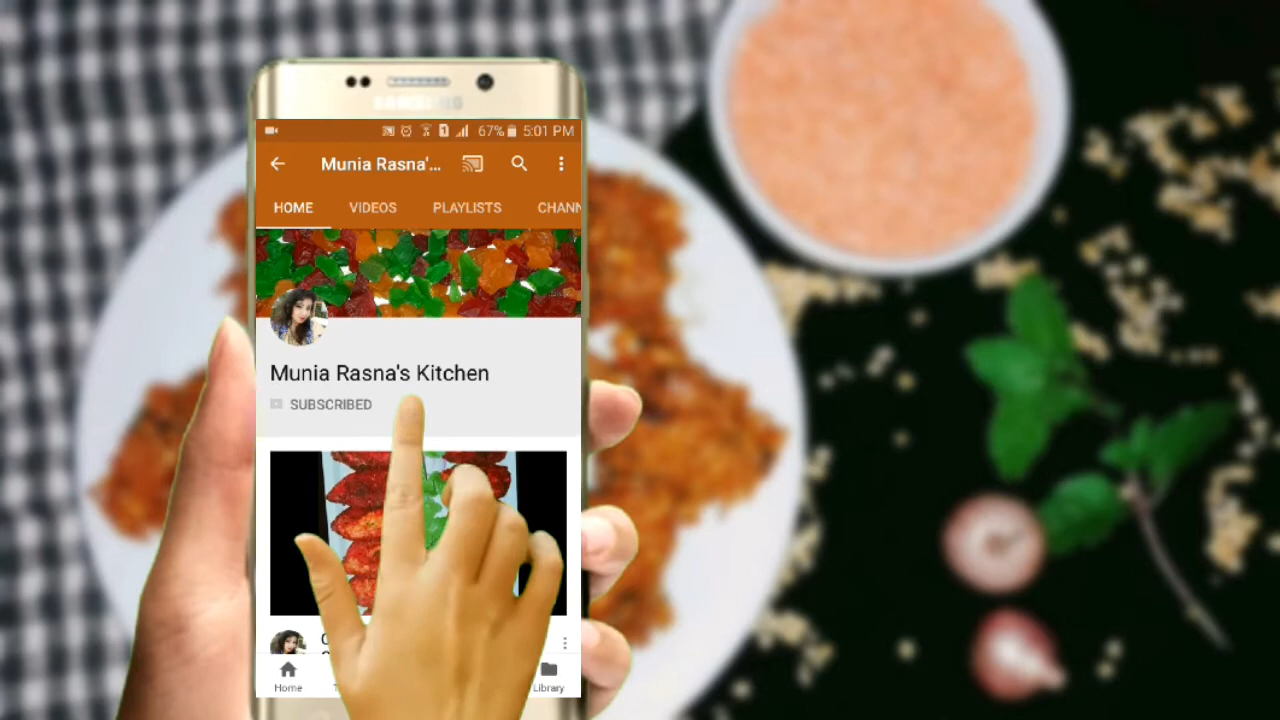 SAMSUNG
67% 5:01 PM
Munia Rasna'...
HOME VIDEOS PLAYLISTS CHANN
Munia Rasna's Kitchen
SUBSCRIBED
Home Library